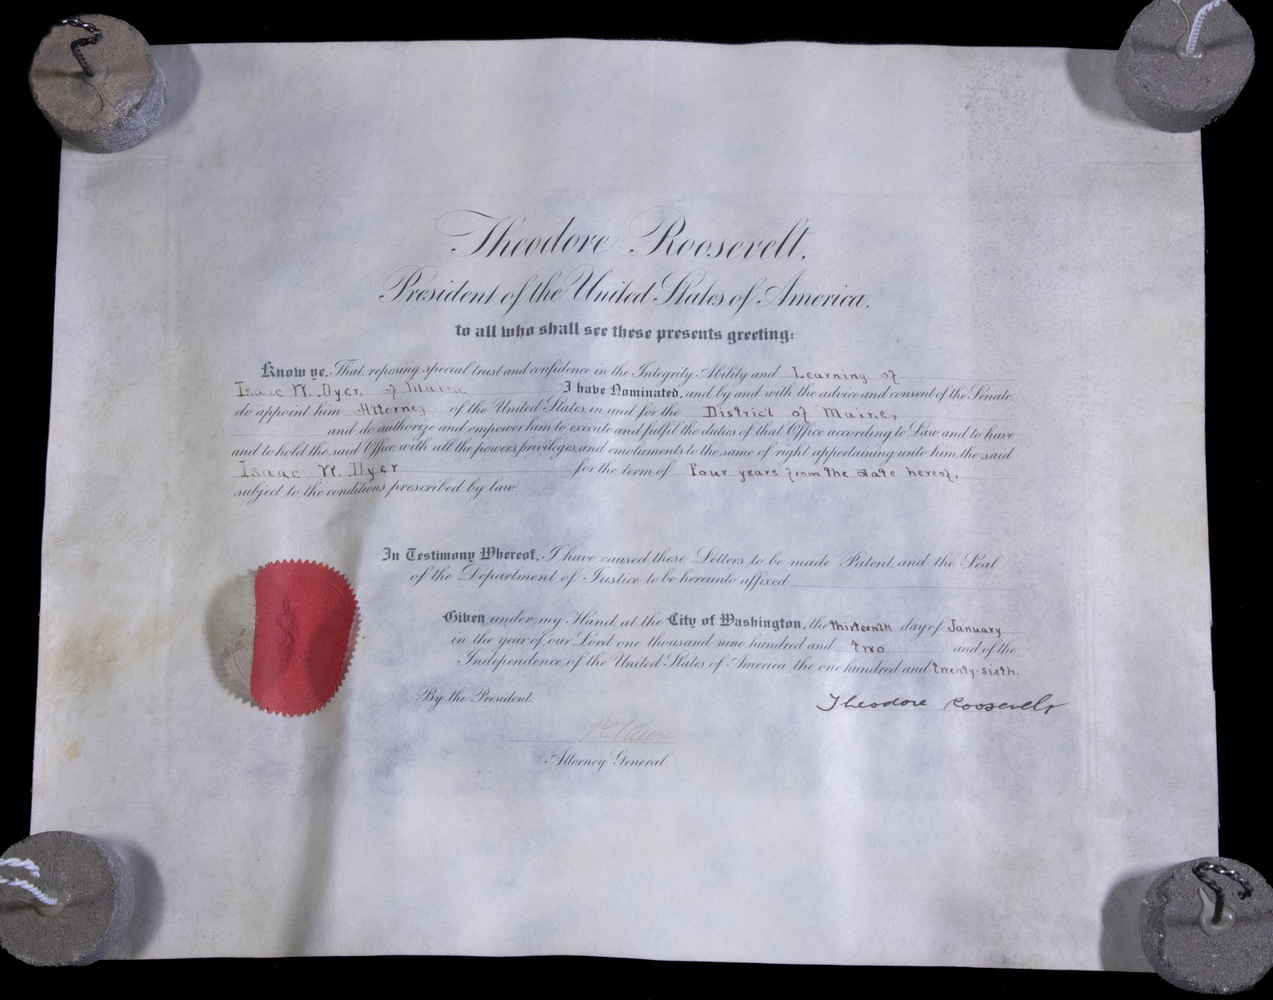 Theodore Roosevelt,
President of the United States of America,
to all who shall see these presents greeting:
Know ye, That, reposing special trust and confidence in the Integrity, Ability and Learning of
Isaac W. Dyer, of Maine I have Nominated, and, by and with the advice and consent of the Senate,
do appoint him Attorney of the United States, in and for the District of Maine,
and do authorize and empower him to execute and fulfil the duties of that Office according to Law and to have
and to hold the said Office with all the powers, privileges, and emoluments to the same of right appertaining unto him, the said
Isaac W. Dyer for the term of Four years from the date hereof,
subject to the conditions prescribed by law
In Testimony Whereof, I have caused these Letters to be made Patent, and the Seal
of the Department of Justice to be hereunto affixed
Given under my Hand, at the City of Washington, the thirteenth day of January
in the year of our Lord one thousand nine hundred and two and of the
Independence of the United States of America the one hundred and twenty-sixth.
By the President: Theodore Roosevelt
Attorney General.